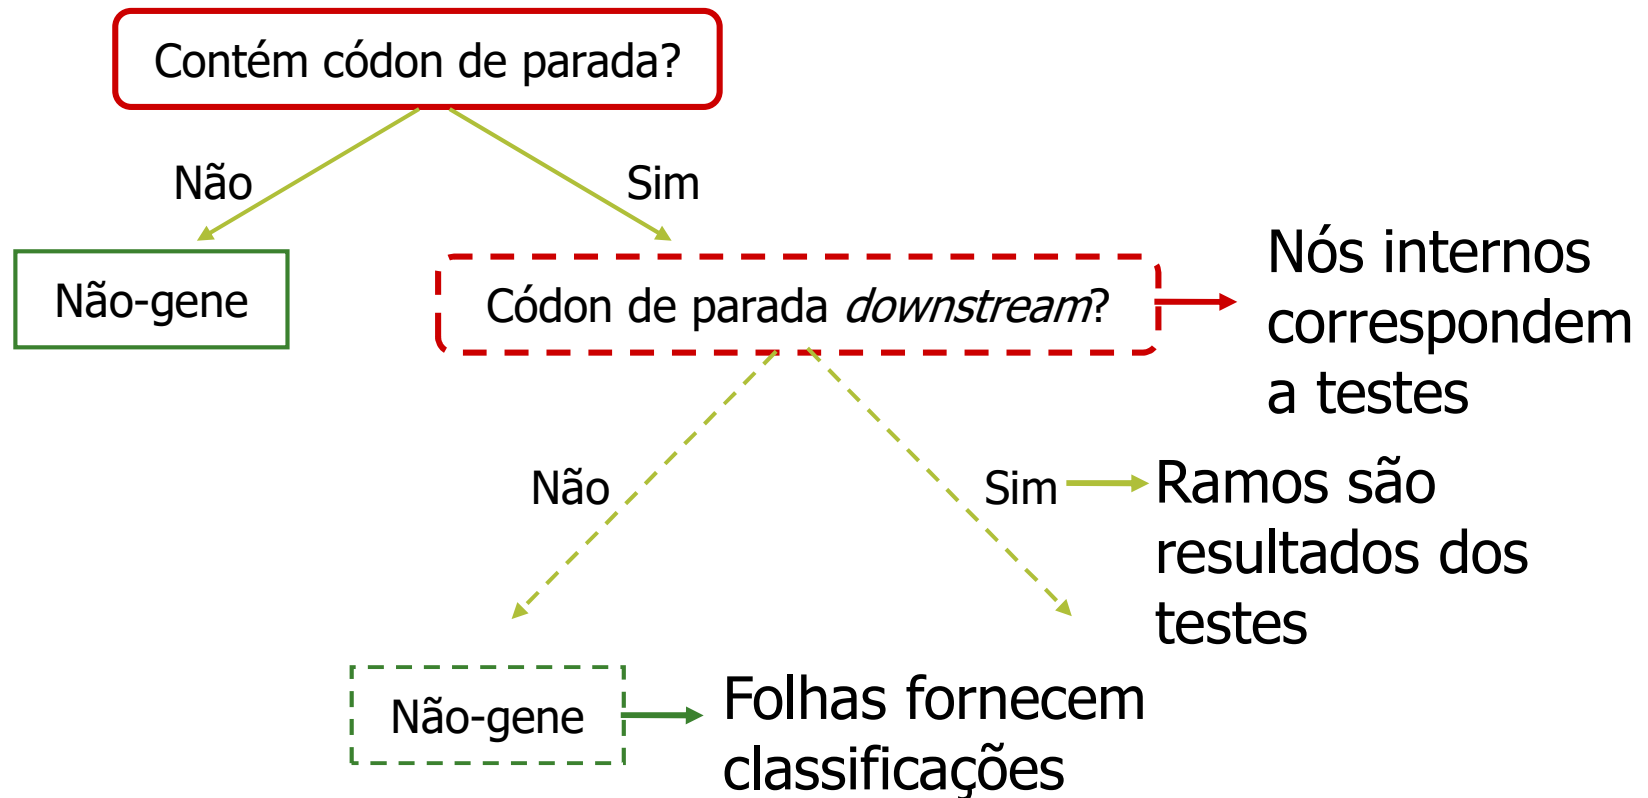 Contém códon de parada?
Não
Sim
Não-gene
Códon de parada downstream?
Nós internos
correspondem
a testes
Não
Sim
Ramos são
resultados dos
testes
Não-gene
Folhas fornecem
classificações